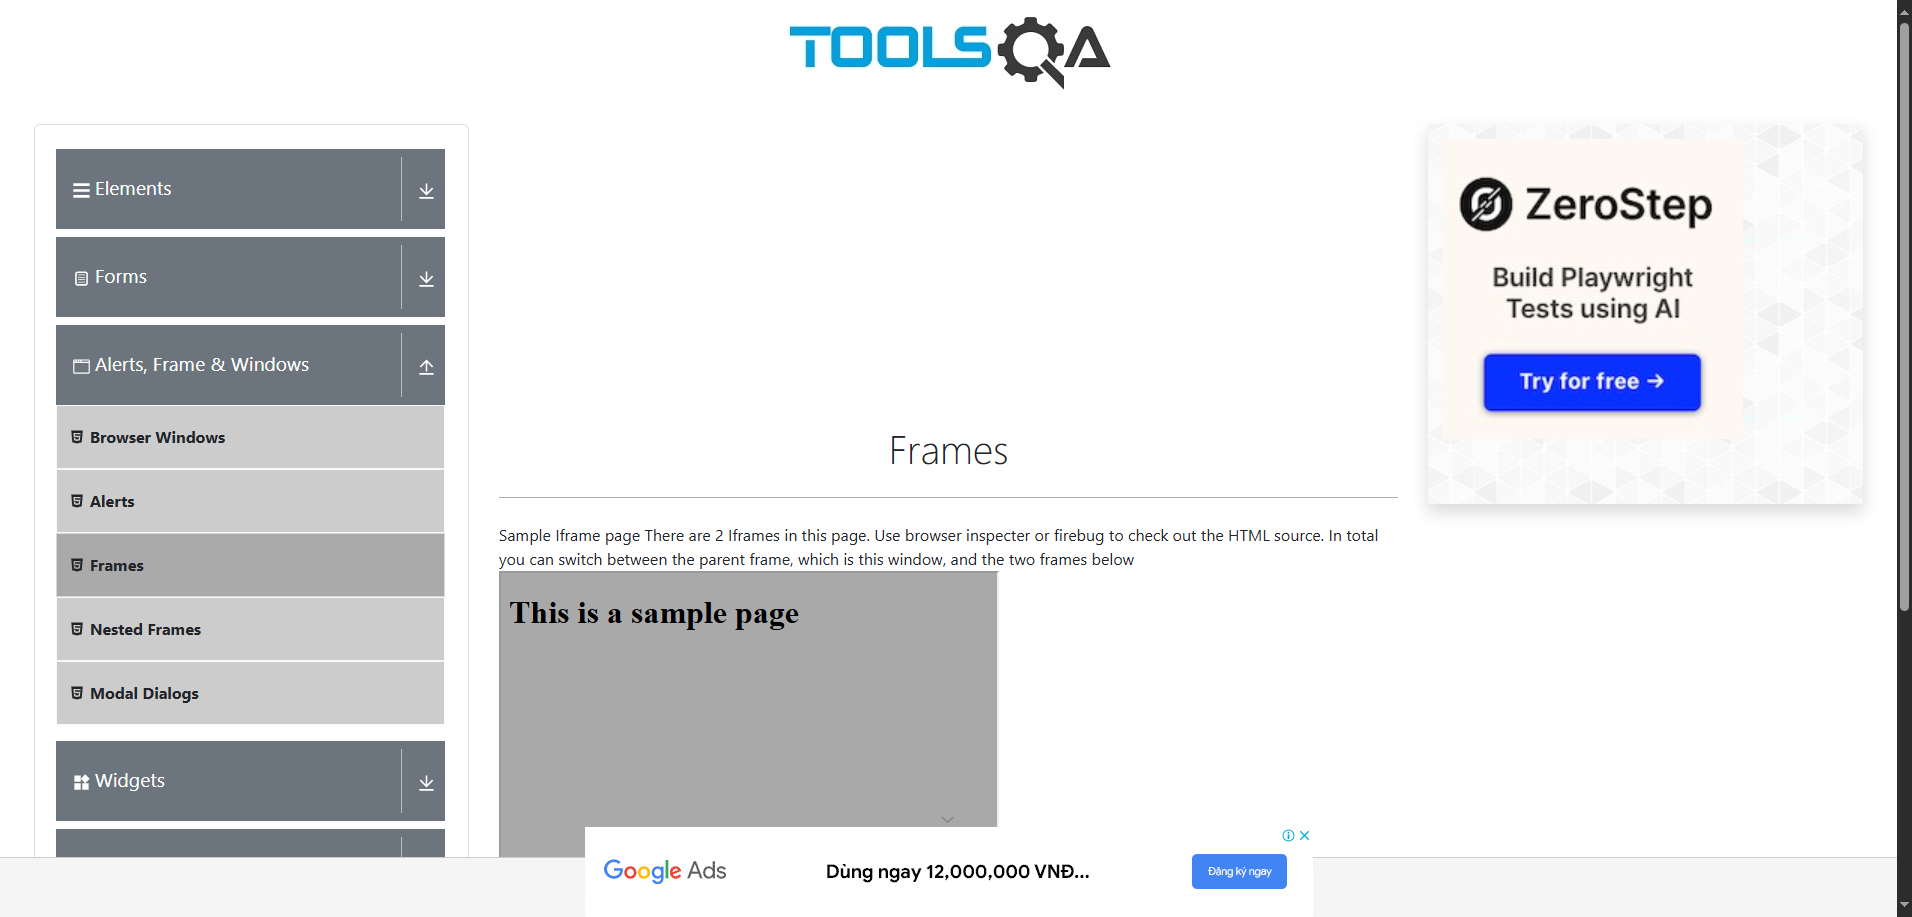 TOOLSQA
Elements
Forms
Alerts, Frame & Windows
Browser Windows
Alerts
Frames
Nested Frames
Modal Dialogs
Widgets
Frames
Sample Iframe page There are 2 Iframes in this page. Use browser inspecter or firebug to check out the HTML source. In total
you can switch between the parent frame, which is this window, and the two frames below
This is a sample page
ZeroStep
Build Playwright
Tests using AI
Try for free →
Google Ads
Dùng ngay 12,000,000 VNĐ...
Đăng ký ngay